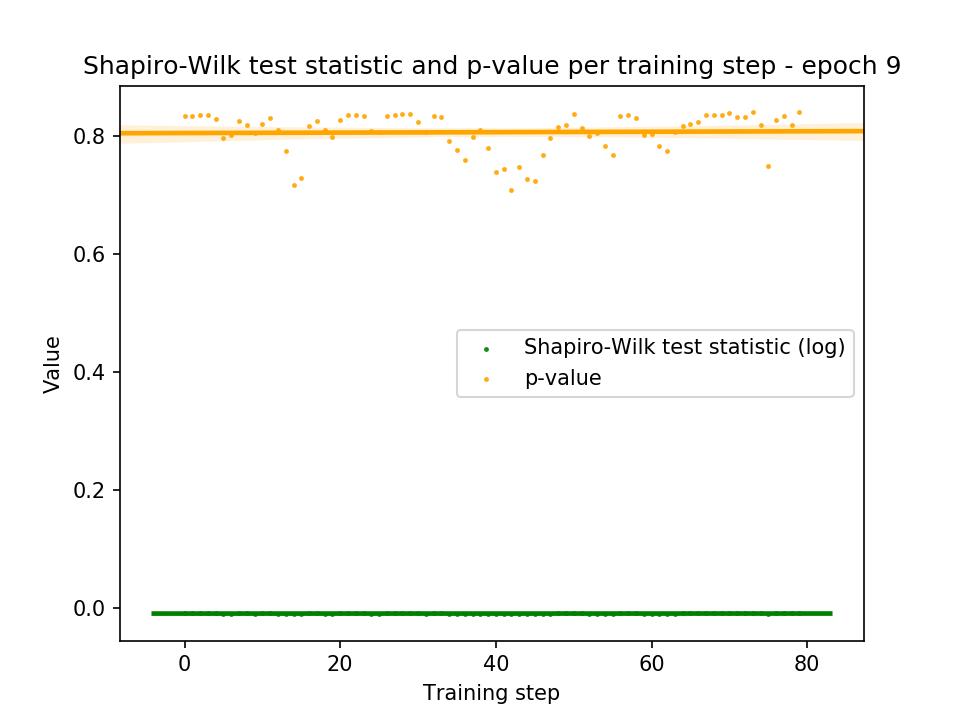 Shapiro-Wilk test statistic and p-value per training step - epoch 9
0.8
0.6
0.4
0.2
0.0
Value
Shapiro-Wilk test statistic (log)
p-value
0 20 40 60 80
Training step